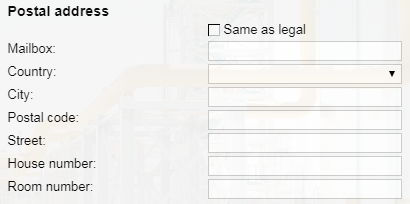 Postal address
Same as legal
Mailbox:
Country:
City:
Postal code:
Street:
House number:
Room number: